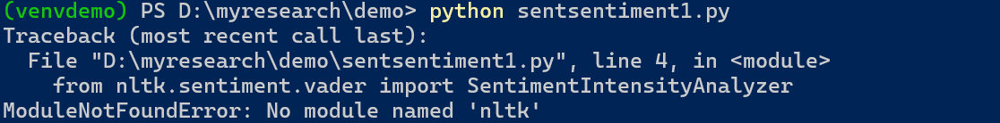 (venvdemo) PS D:\myresearch\demo> python sentsentiment1.py
Traceback (most recent call last):
  File "D:\myresearch\demo\sentsentiment1.py", line 4, in <module>
    from nltk.sentiment.vader import SentimentIntensityAnalyzer
ModuleNotFoundError: No module named 'nltk'